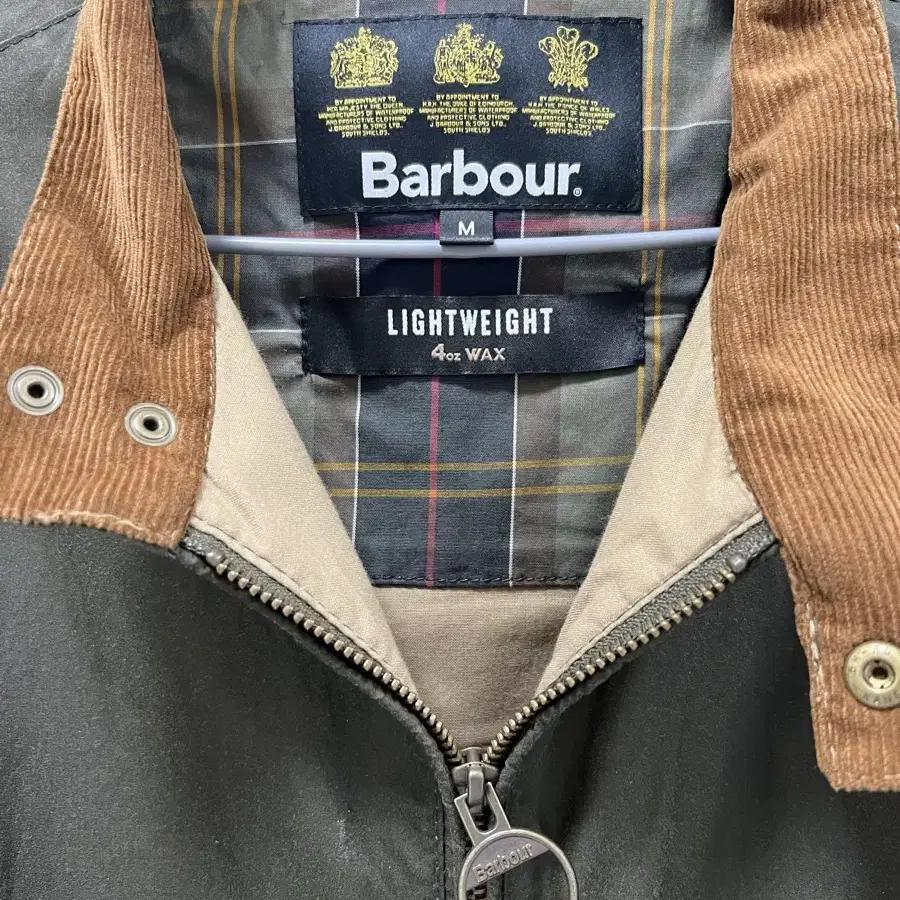 BY APPOINTMENT TO
HER MAJESTY THE QUEEN
MANUFACTURERS OF WATERPROOF
AND PROTECTIVE CLOTHING
J. BARBOUR & SONS LTD.
SOUTH SHIELDS.
BY APPOINTMENT TO
H.R.H. THE DUKE OF EDINBURGH
MANUFACTURERS OF WATERPROOF
AND PROTECTIVE CLOTHING
J. BARBOUR & SONS LTD.
SOUTH SHIELDS.
BY APPOINTMENT TO
H.R.H. THE PRINCE OF WALES
MANUFACTURERS OF WATERPROOF
AND PROTECTIVE CLOTHING
J. BARBOUR & SONS LTD.
SOUTH SHIELDS.
Barbour®
M
LIGHTWEIGHT
4oz WAX
Barbour